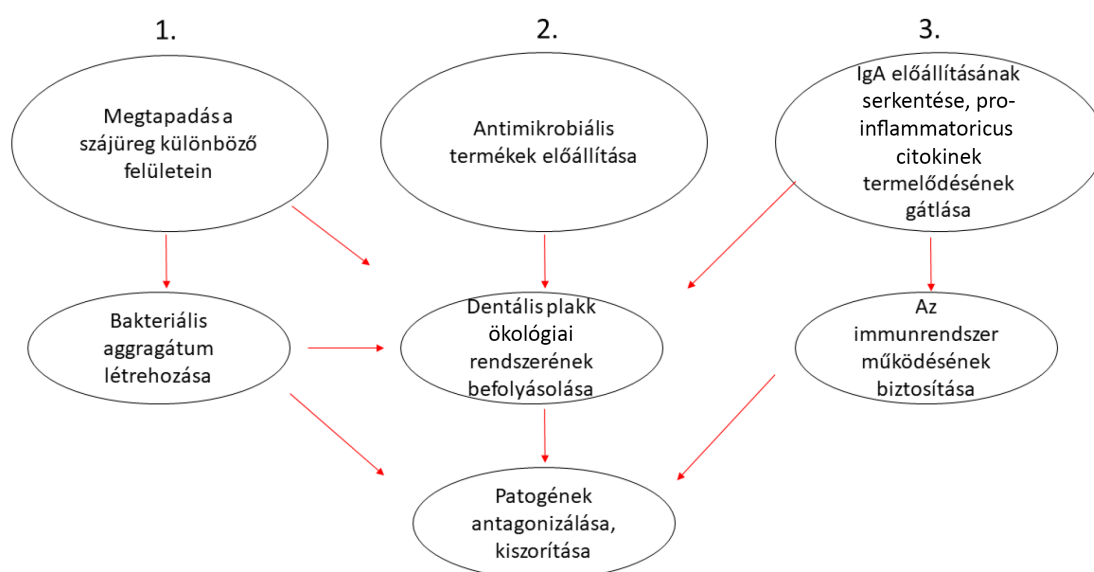 1.
Megtapadás a
szájüreg különböző
felületein
2.
Antimikrobiális
termékek előállítása
3.
IgA előállításának
serkentése, pro-
inflammatoricus
citokinek
termelődésének
gátlása
Bakteriális
aggragátum
létrehozása
Dentális plakk
ökológiai
rendszerének
befolyásolása
Az
immunrendszer
működésének
biztosítása
Patogének
antagonizálása,
kiszorítása